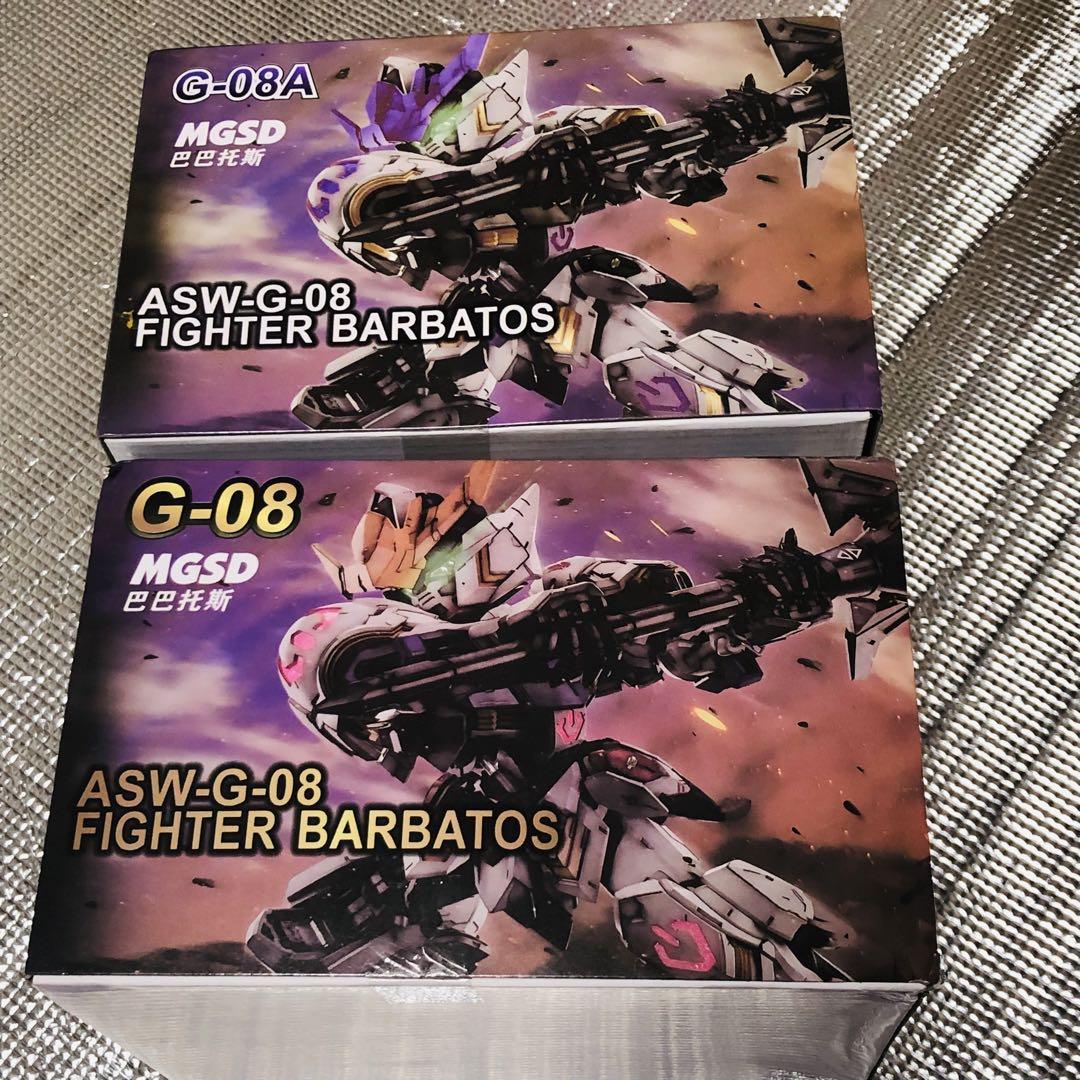 G-08A
MGSD
巴巴托斯
ASW-G-08
FIGHTER BARBATOS
G-08
MGSD
巴巴托斯
ASW-G-08
FIGHTER BARBATOS